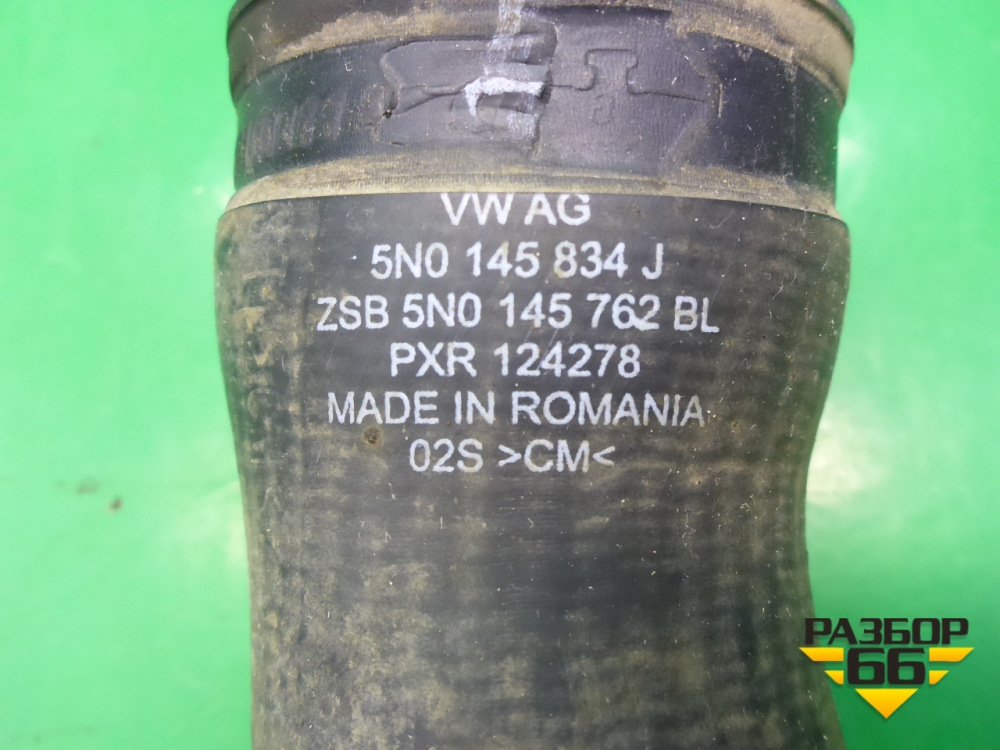 VW AG
5N0 145 834 J
ZSB 5N0 145 762 BL
PXR 124278
MADE IN ROMANIA
02S >CM<
РАЗБОР
66